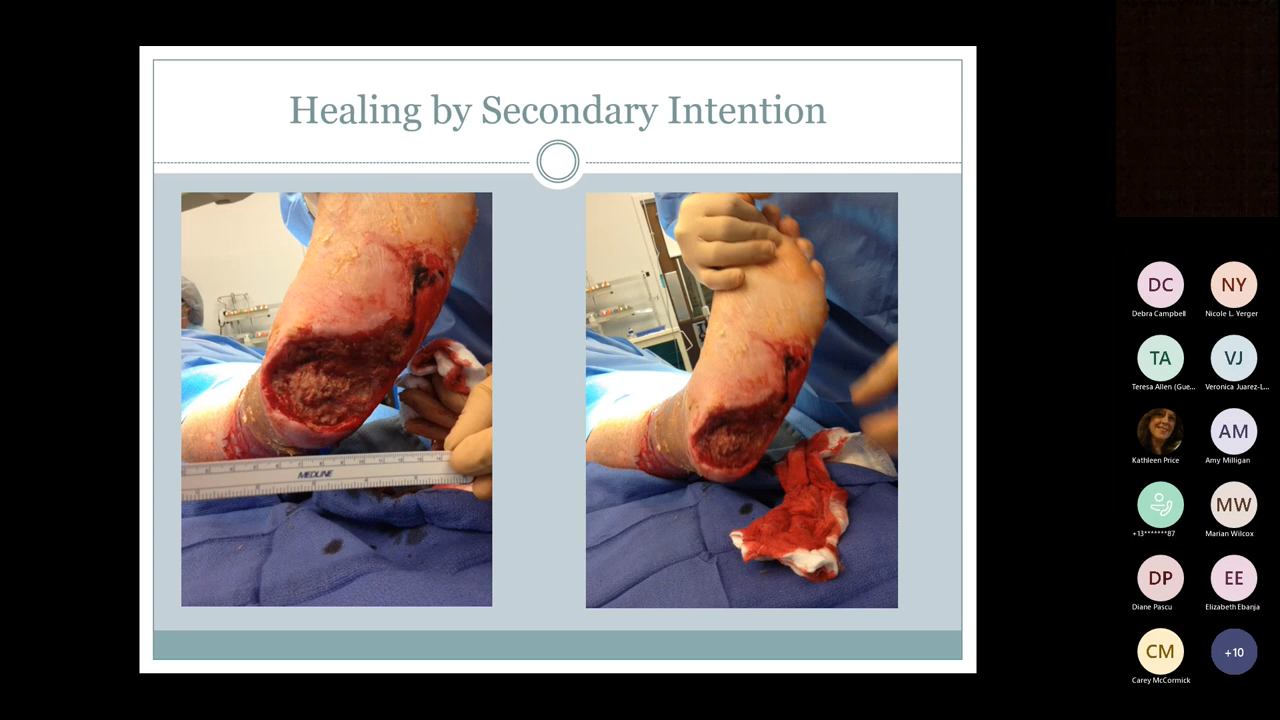 Healing by Secondary Intention
MEDLINE
DC
NY
Debra Campbell
Nicole L. Yerger
TA
VJ
Teresa Allen (Gue...
Veronica Juarez-L...
AM
Kathleen Price
Amy Milligan
MW
+13*******87
Marian Wilcox
DP
EE
Diane Pascu
Elizabeth Ebanja
CM
+10
Carey McCormick